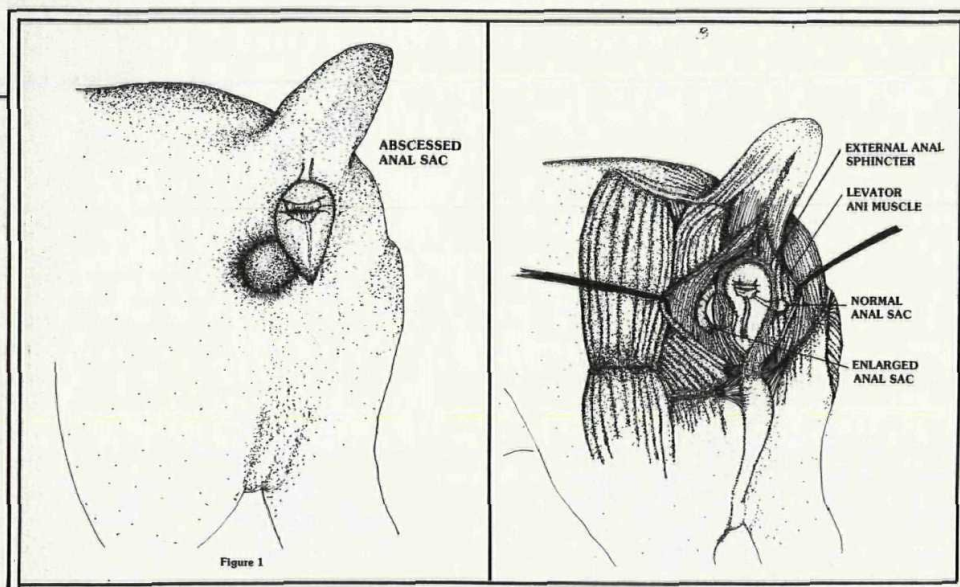 ABSCESSED
ANAL SAC
Figure 1
EXTERNAL ANAL
SPHINCTER
LEVATOR
ANI MUSCLE
NORMAL
ANAL SAC
ENLARGED
ANAL SAC